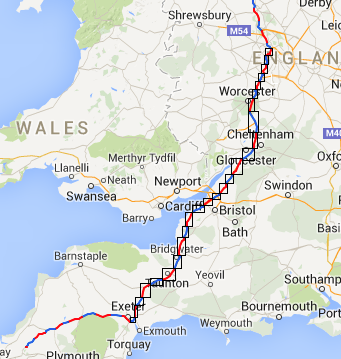 Derby
Shrewsbury
M54
Leic
ENGLAND
Worcester
WALES
Cheltenham
M40
Gloucester
Merthyr Tydfil
Oxfo
Llanelli
Neath
Newport
Swansea
Swindon
Cardiff
Bristol
Barry
Bath
Basi
Bridgwater
Barnstaple
Taunton
Yeovil
Southamp
Exeter
Bournemouth
Port
Exmouth
Weymouth
Torquay
ay
Plymouth